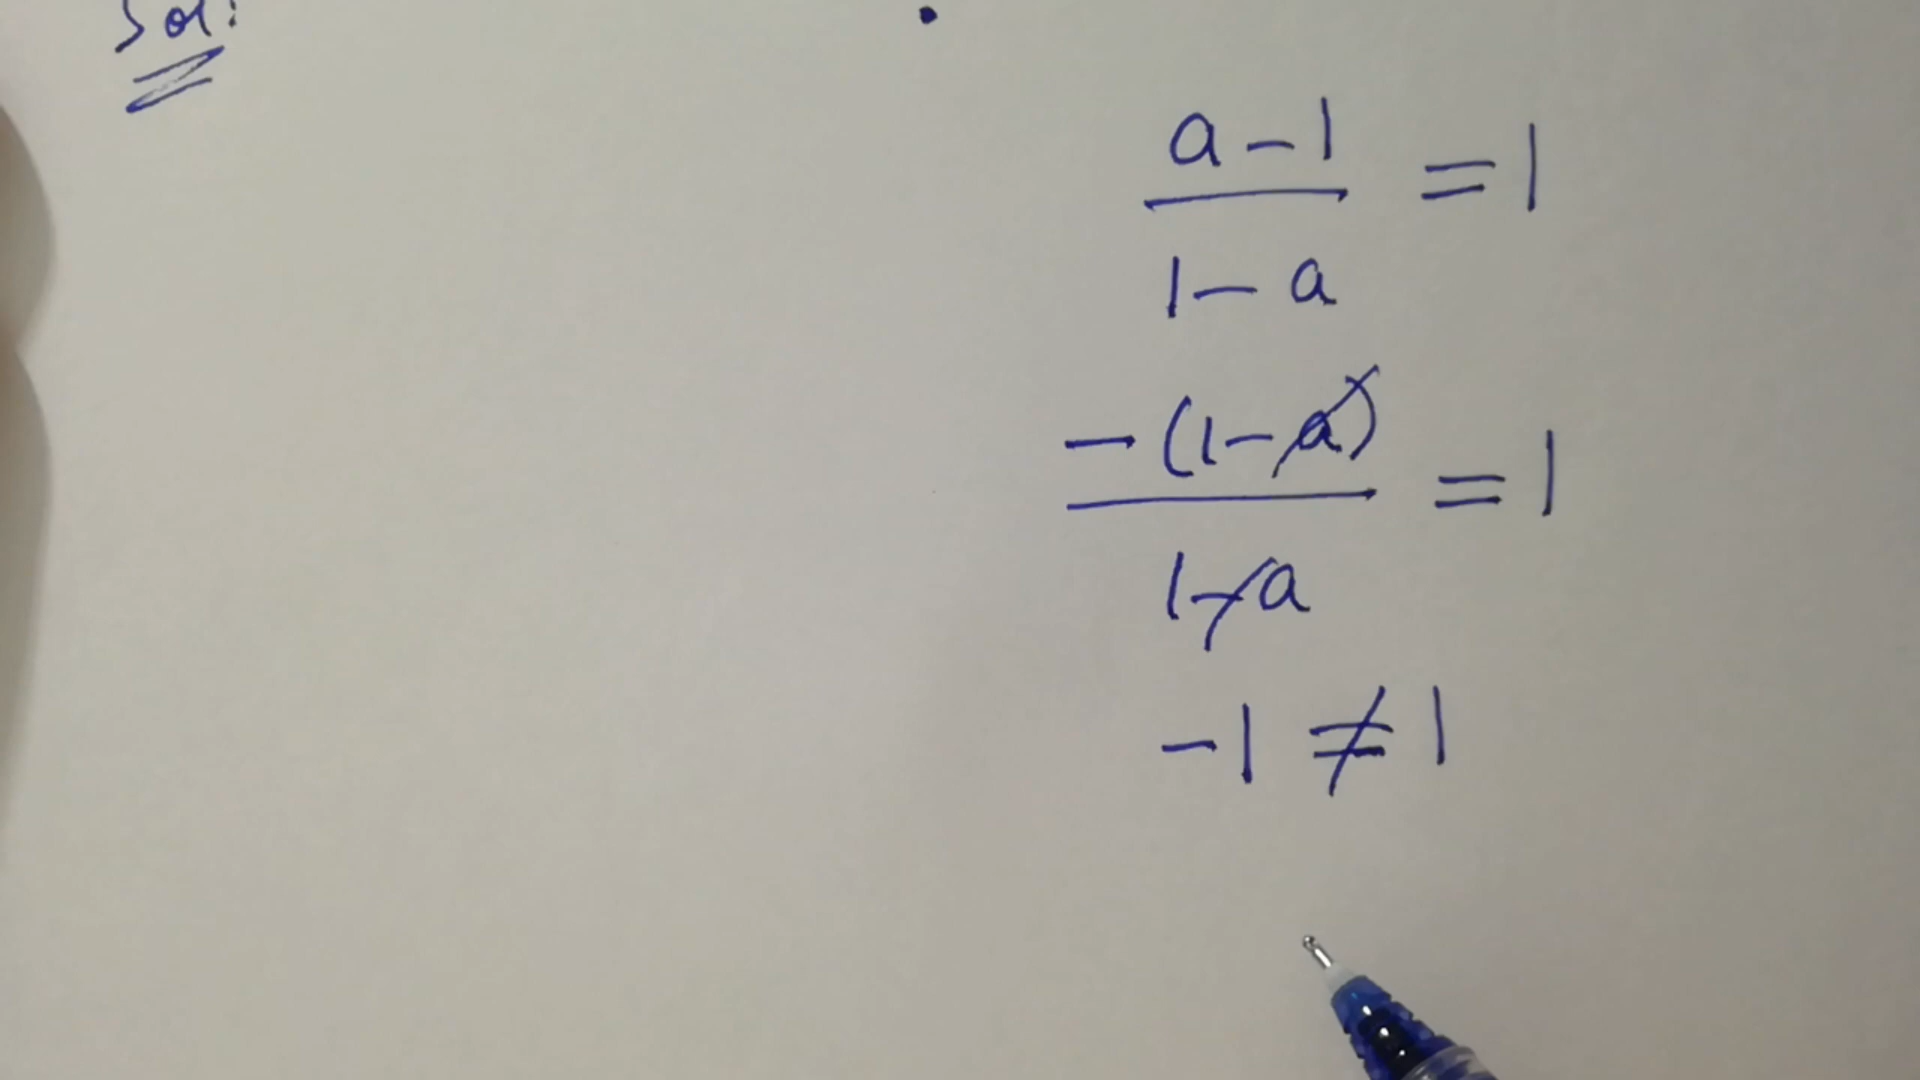 Sol:
a - 1
― = 1
1 - a
- (1 - a)
― = 1
1 - a
- 1 ≠ 1